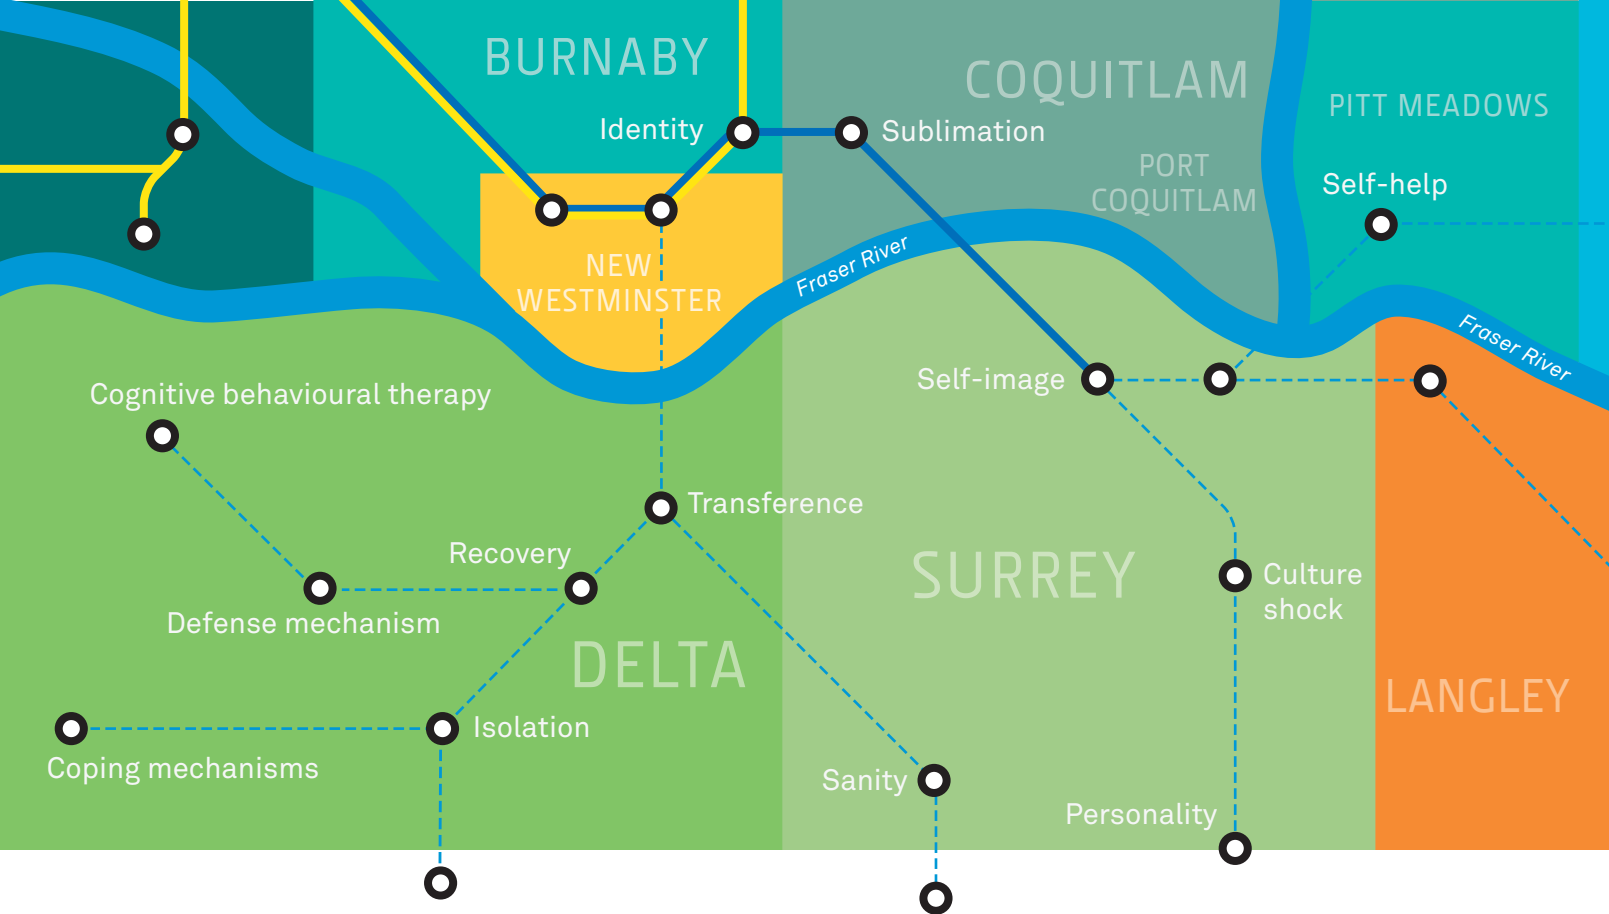 BURNABY
COQUITLAM
PITT MEADOWS
Identity
Sublimation
PORT
COQUITLAM
Self-help
NEW
WESTMINSTER
Fraser River
Fraser River
Self-image
Cognitive behavioural therapy
Transference
Recovery
SURREY
Culture
shock
Defense mechanism
DELTA
LANGLEY
Isolation
Coping mechanisms
Sanity
Personality